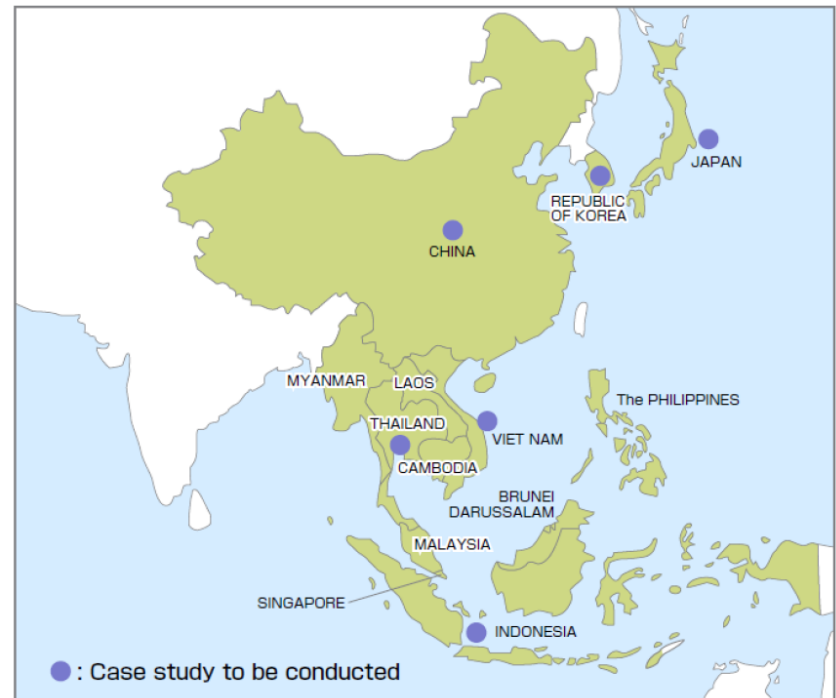 JAPAN
REPUBLIC
OF KOREA
CHINA
MYANMAR
LAOS
The PHILIPPINES
THAILAND
VIET NAM
CAMBODIA
BRUNEI
DARUSSALAM
MALAYSIA
SINGAPORE
INDONESIA
: Case study to be conducted